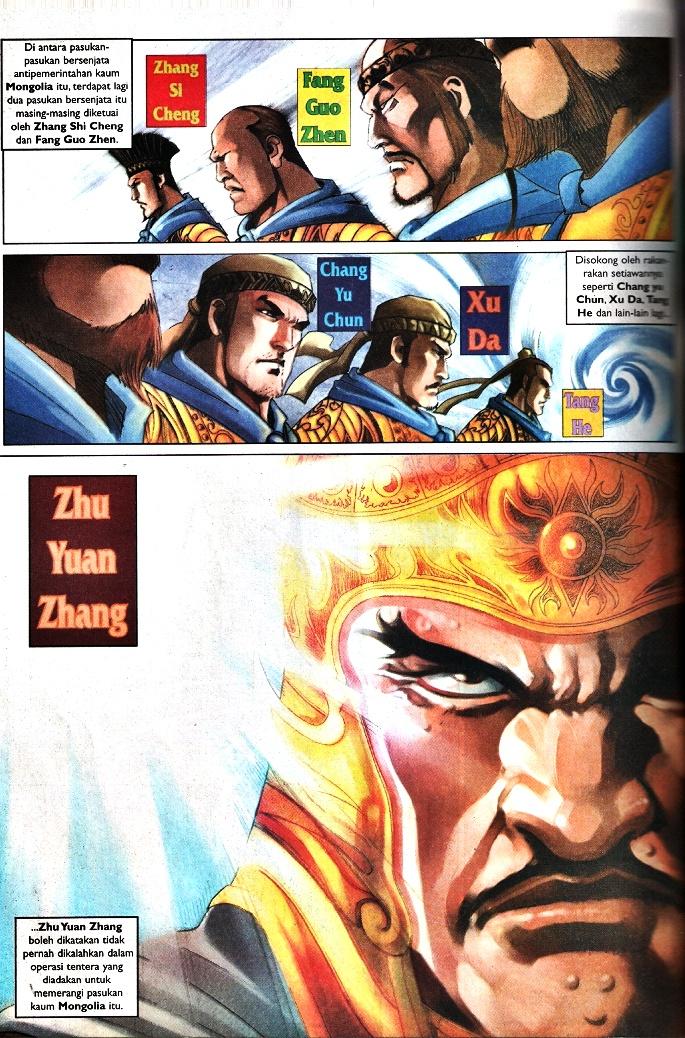 Di antara pasukan-
pasukan bersenjata
antipemerintahan kaum
Mongolia itu, terdapat lagi
dua pasukan bersenjata itu
masing-masing diketuai
oleh Zhang Shi Cheng
dan Fang Guo Zhen.
Zhang
Si
Cheng
Fang
Guo
Zhen
Chang
Yu
Chun
Xu
Da
Disokong oleh rakan-
rakan setiawannya
seperti Chang yu
Chun, Xu Da, Tang
He dan lain-lain lagi...
Tang
He
Zhu
Yuan
Zhang
...Zhu Yuan Zhang
boleh dikatakan tidak
pernah dikalahkan dalam
operasi tentera yang
diadakan untuk
memerangi pasukan
kaum Mongolia itu.